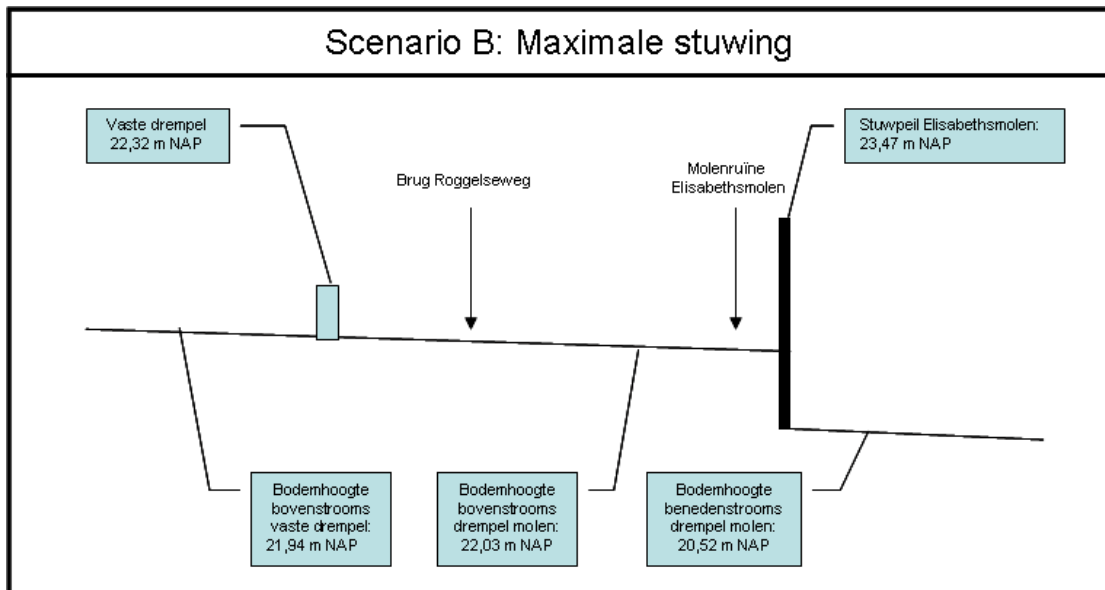 Scenario B: Maximale stuwing
Vaste drempel
22,32 m NAP
Stuwpeil Elisabethsmolen:
23,47 m NAP
Brug Roggelseweg
Molenruïne
Elisabethsmolen
Bodemhoogte
bovenstrooms
vaste drempel:
21,94 m NAP
Bodemhoogte
bovenstrooms
drempel molen:
22,03 m NAP
Bodemhoogte
benedenstrooms
drempel molen:
20,52 m NAP